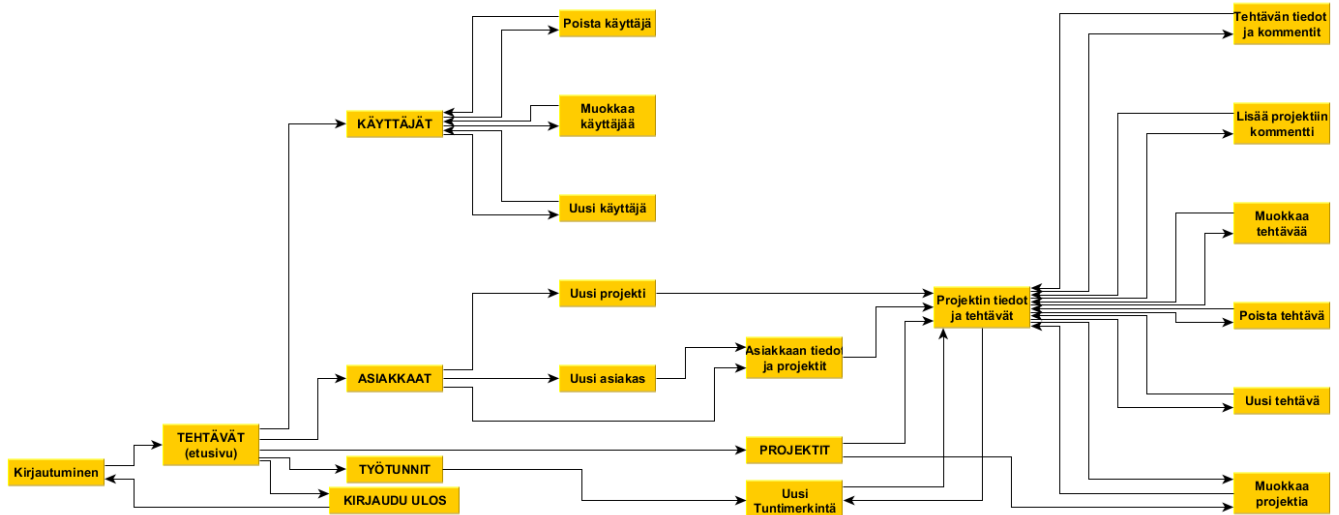 Poista käyttäjä
Tehtävän tiedot
ja kommentit
KÄYTTÄJÄT
Muokkaa
käyttäjää
Lisää projektiin
kommentti
Uusi käyttäjä
Muokkaa
tehtävää
Uusi projekti
Projektin tiedot
ja tehtävät
Poista tehtävä
ASIAKKAAT
Uusi asiakas
Asiakkaan tiedot
ja projektit
Uusi tehtävä
TEHTÄVÄT
(etusivu)
PROJEKTIT
Kirjautuminen
TYÖTUNNIT
KIRJAUDU ULOS
Uusi
Tuntimerkintä
Muokkaa
projektia